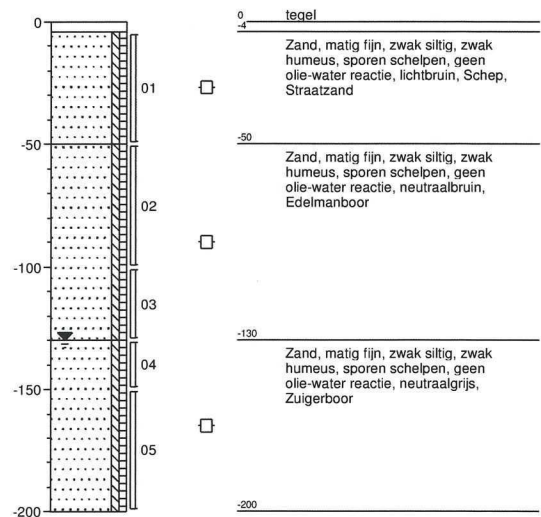 0
-50
-100
-150
-200
01
02
03
04
05
0
tegel
-4
Zand, matig fijn, zwak siltig, zwak
humeus, sporen schelpen, geen
olie-water reactie, lichtbruin, Schep,
Straatzand
-50
Zand, matig fijn, zwak siltig, zwak
humeus, sporen schelpen, geen
olie-water reactie, neutraalbruin,
Edelmanboor
-130
Zand, matig fijn, zwak siltig, zwak
humeus, sporen schelpen, geen
olie-water reactie, neutraalgrijs,
Zuigerboor
-200